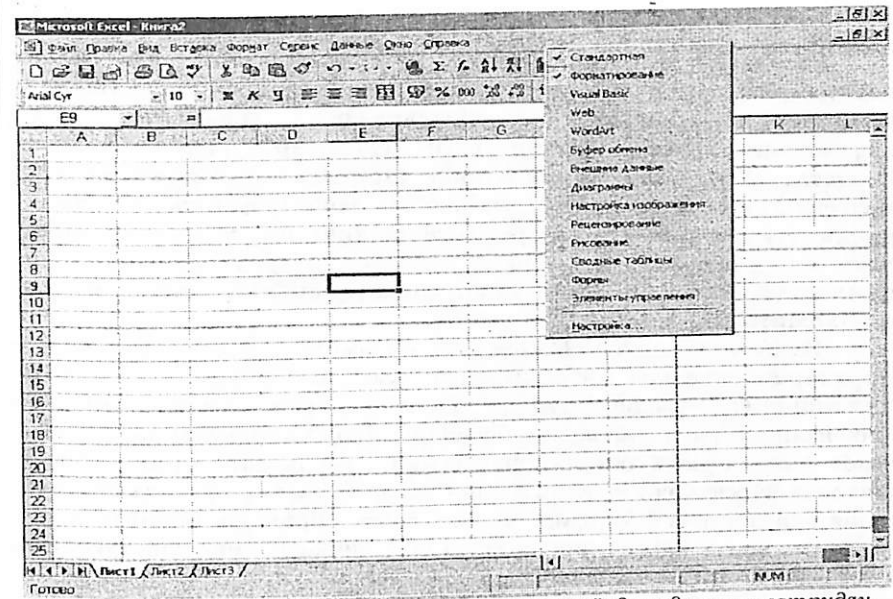 Microsoft Excel - Книга2
Файл Правка Вид Вставка Формат Сервис Данные Окно Справка
Arial Cyr 10 Ж К Ч % 000
E9 =
A B C D E F G K L
1
2
3
4
5
6
7
8
9
10
11
12
13
14
15
16
17
18
19
20
21
22
23
24
25
Стандартная
Форматирование
Visual Basic
Web
WordArt
Буфер обмена
Внешние данные
Диаграммы
Настройка изображения
Рецензирование
Рисование
Сводные таблицы
Формы
Элементы управления
Настройка...
Лист1 Лист2 Лист3
Готово NUM